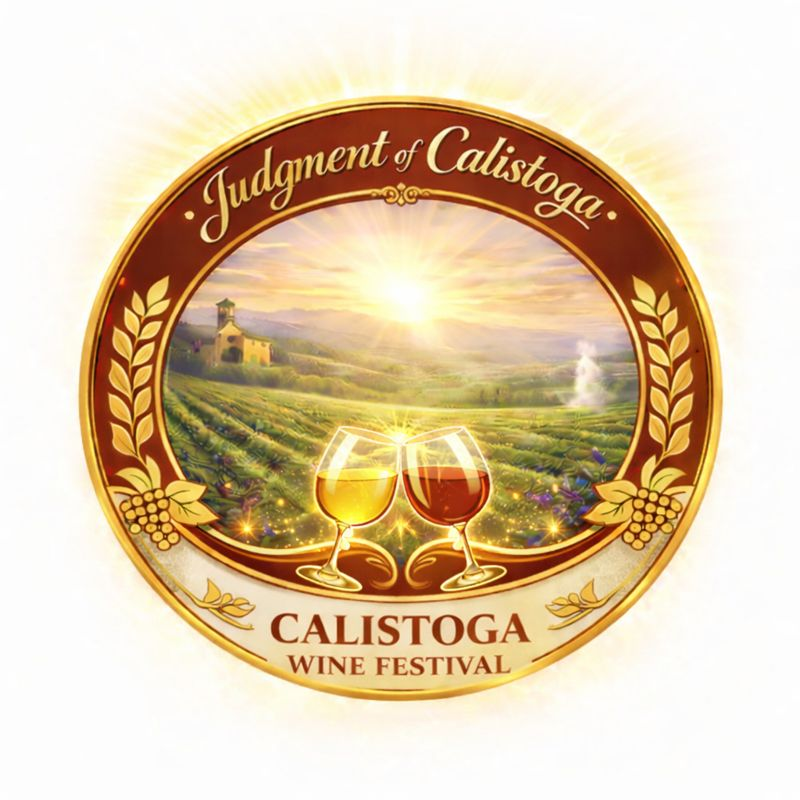 Judgment of Calistoga
CALISTOGA
WINE FESTIVAL